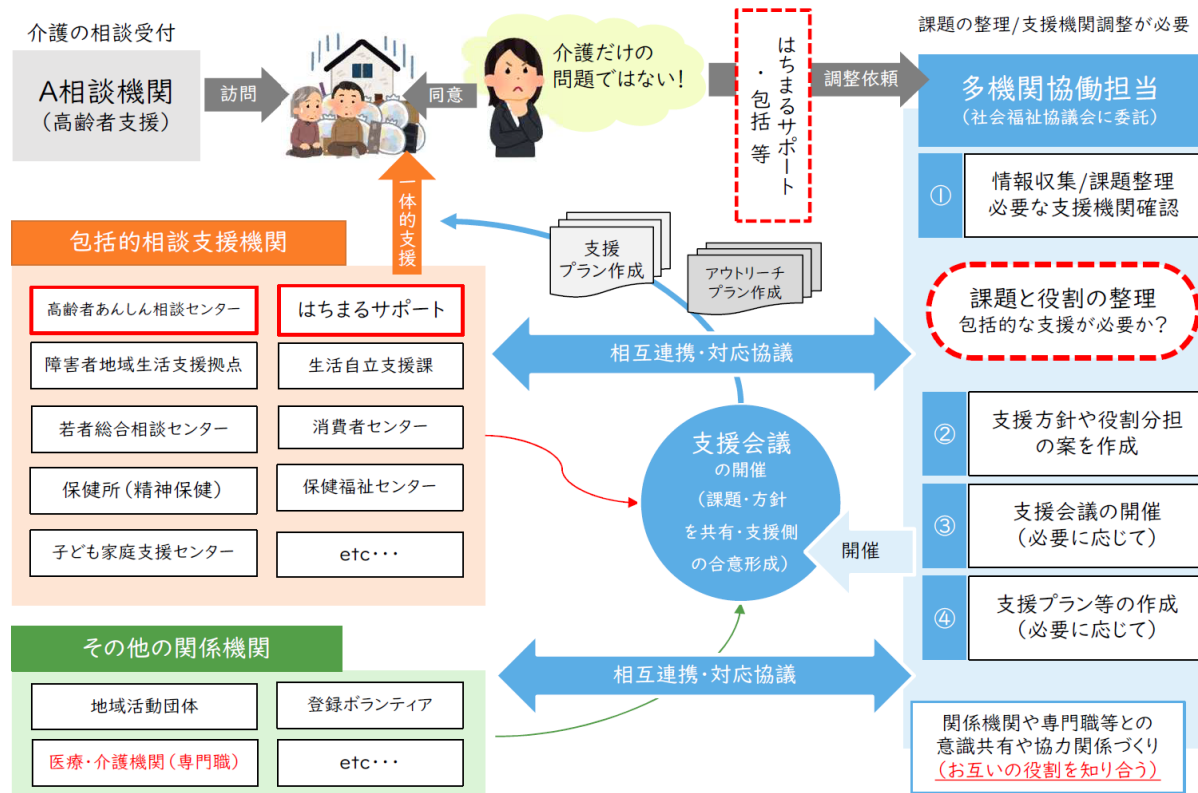 介護の相談受付
A相談機関
(高齢者支援)
訪問
同意
介護だけの
問題ではない!
はちまるサポート
・包括 等
調整依頼
課題の整理/支援機関調整が必要
多機関協働担当
(社会福祉協議会に委託)
①
情報収集/課題整理
必要な支援機関確認
課題と役割の整理
包括的な支援が必要か?
②
支援方針や役割分担
の案を作成
③
支援会議の開催
(必要に応じて)
④
支援プラン等の作成
(必要に応じて)
関係機関や専門職等との
意識共有や協力関係づくり
(お互いの役割を知り合う)
一体的支援
包括的相談支援機関
高齢者あんしん相談センター
はちまるサポート
障害者地域生活支援拠点
生活自立支援課
若者総合相談センター
消費者センター
保健所(精神保健)
保健福祉センター
子ども家庭支援センター
etc・・・
支援
プラン作成
アウトリーチ
プラン作成
相互連携・対応協議
支援会議
の開催
(課題・方針
を共有・支援側
の合意形成)
開催
その他の関係機関
地域活動団体
登録ボランティア
医療・介護機関(専門職)
etc・・・
相互連携・対応協議